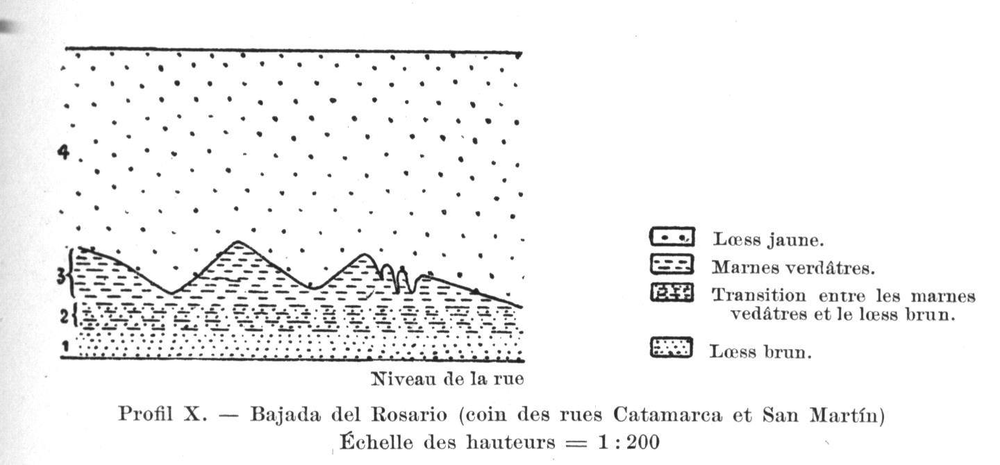 4
3
2
1
Niveau de la rue
Lœss jaune.
Marnes verdâtres.
Transition entre les marnes
vedâtres et le lœss brun.
Lœss brun.
Profil X. — Bajada del Rosario (coin des rues Catamarca et San Martín)
Échelle des hauteurs = 1 : 200